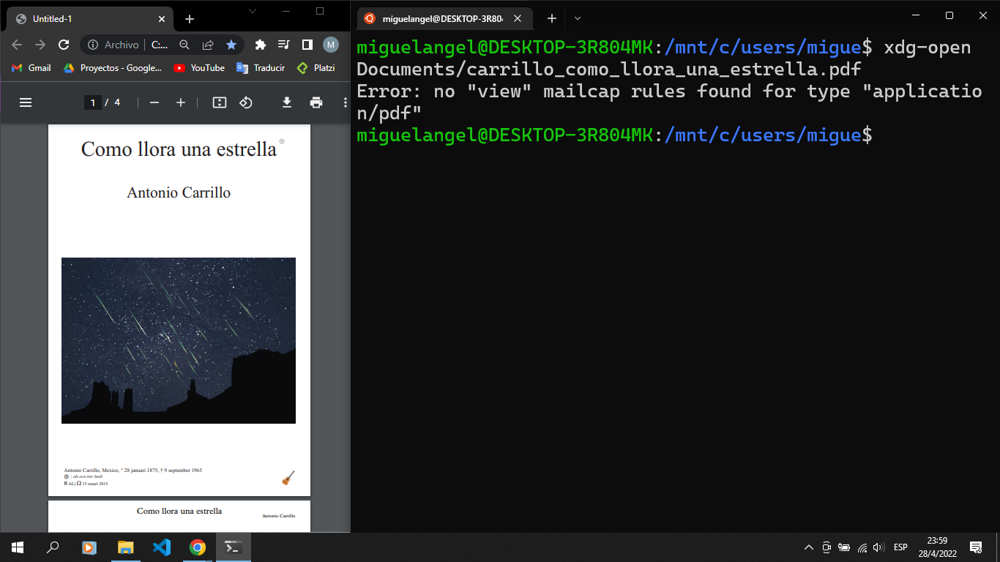 Untitled-1
Archivo C:...
M
Gmail
Proyectos - Google...
YouTube
Traducir
Platzi
1 / 4
Como llora una estrella
Antonio Carrillo
Antonio Carrillo, Mexico, ° 28 januari 1875, † 9 september 1965
: als een ster huilt
K ALi Ω 15 maart 2015
Como llora una estrella
Antonio Carrillo
miguelangel@DESKTOP-3R804
miguelangel@DESKTOP-3R804MK:/mnt/c/users/migue$ xdg-open
Documents/carrillo_como_llora_una_estrella.pdf
Error: no "view" mailcap rules found for type "applicatio
n/pdf"
miguelangel@DESKTOP-3R804MK:/mnt/c/users/migue$
ESP
23:59
28/4/2022